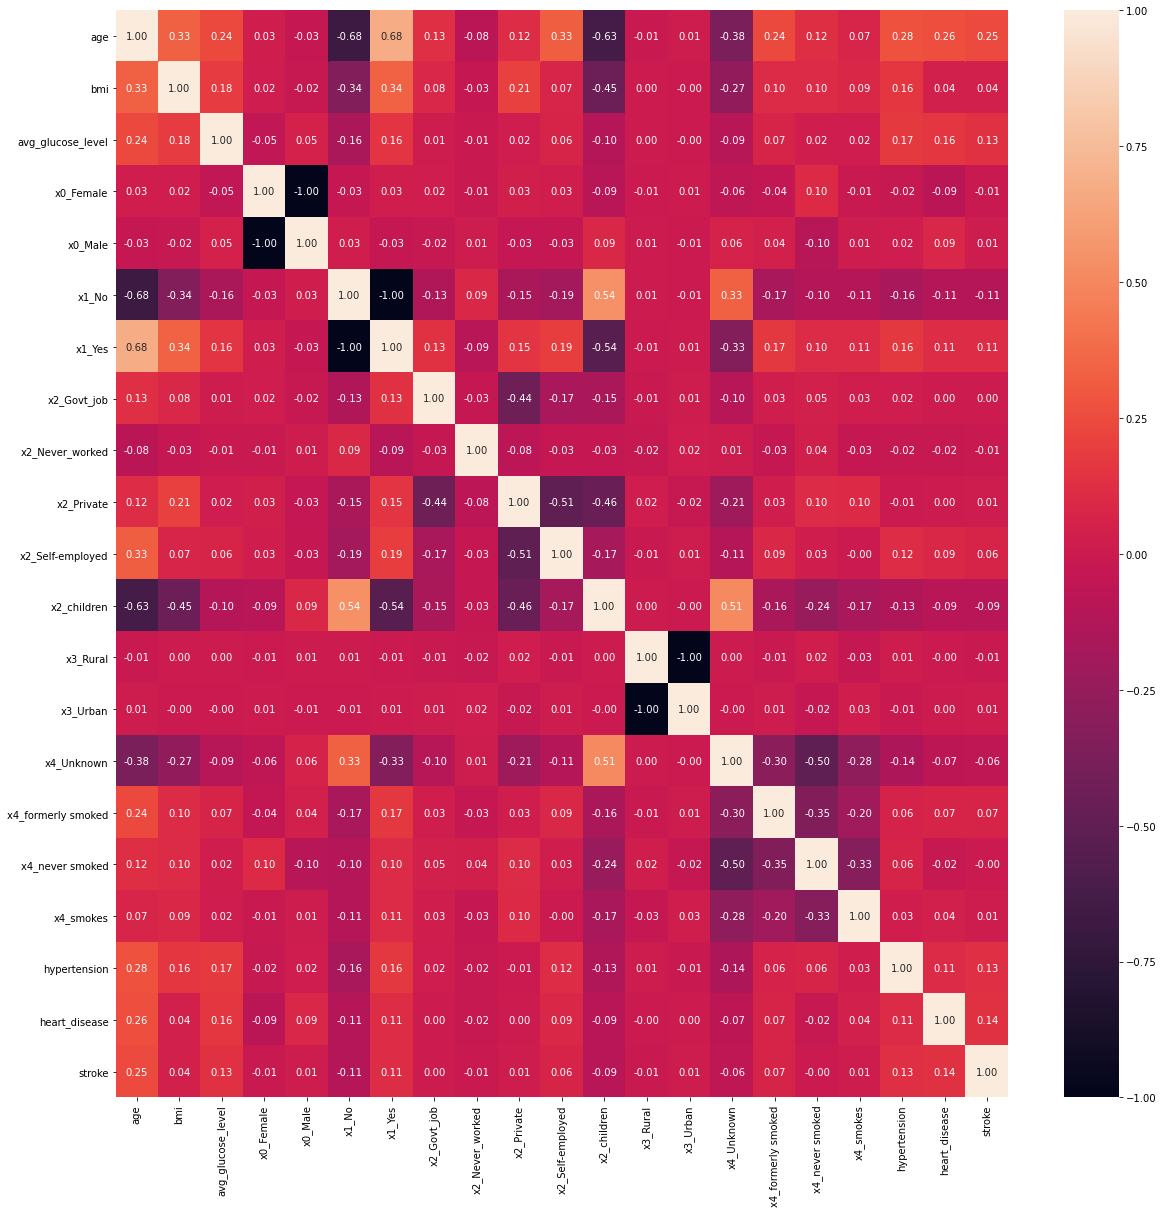 age 1.00 0.33 0.24 0.03 -0.03 -0.68 0.68 0.13 -0.08 0.12 0.33 -0.63 -0.01 0.01 -0.38 0.24 0.12 0.07 0.28 0.26 0.25
bmi 0.33 1.00 0.18 0.02 -0.02 -0.34 0.34 0.08 -0.03 0.21 0.07 -0.45 0.00 -0.00 -0.27 0.10 0.10 0.09 0.16 0.04 0.04
avg_glucose_level 0.24 0.18 1.00 -0.05 0.05 -0.16 0.16 0.01 -0.01 0.02 0.06 -0.10 0.00 -0.00 -0.09 0.07 0.02 0.02 0.17 0.16 0.13
x0_Female 0.03 0.02 -0.05 1.00 -1.00 -0.03 0.03 0.02 -0.01 0.03 0.03 -0.09 -0.01 0.01 -0.06 -0.04 0.10 -0.01 -0.02 -0.09 -0.01
x0_Male -0.03 -0.02 0.05 -1.00 1.00 0.03 -0.03 -0.02 0.01 -0.03 -0.03 0.09 0.01 -0.01 0.06 0.04 -0.10 0.01 0.02 0.09 0.01
x1_No -0.68 -0.34 -0.16 -0.03 0.03 1.00 -1.00 -0.13 0.09 -0.15 -0.19 0.54 0.01 -0.01 0.33 -0.17 -0.10 -0.11 -0.16 -0.11 -0.11
x1_Yes 0.68 0.34 0.16 0.03 -0.03 -1.00 1.00 0.13 -0.09 0.15 0.19 -0.54 -0.01 0.01 -0.33 0.17 0.10 0.11 0.16 0.11 0.11
x2_Govt_job 0.13 0.08 0.01 0.02 -0.02 -0.13 0.13 1.00 -0.03 -0.44 -0.17 -0.15 -0.01 0.01 -0.10 0.03 0.05 0.03 0.02 0.00 0.00
x2_Never_worked -0.08 -0.03 -0.01 -0.01 0.01 0.09 -0.09 -0.03 1.00 -0.08 -0.03 -0.03 -0.02 0.02 0.01 -0.03 0.04 -0.03 -0.02 -0.02 -0.01
x2_Private 0.12 0.21 0.02 0.03 -0.03 -0.15 0.15 -0.44 -0.08 1.00 -0.51 -0.46 0.02 -0.02 -0.21 0.03 0.10 0.10 -0.01 0.00 0.01
x2_Self-employed 0.33 0.07 0.06 0.03 -0.03 -0.19 0.19 -0.17 -0.03 -0.51 1.00 -0.17 -0.01 0.01 -0.11 0.09 0.03 -0.00 0.12 0.09 0.06
x2_children -0.63 -0.45 -0.10 -0.09 0.09 0.54 -0.54 -0.15 -0.03 -0.46 -0.17 1.00 0.00 -0.00 0.51 -0.16 -0.24 -0.17 -0.13 -0.09 -0.09
x3_Rural -0.01 0.00 0.00 -0.01 0.01 0.01 -0.01 -0.01 -0.02 0.02 -0.01 0.00 1.00 -1.00 0.00 -0.01 0.02 -0.03 0.01 -0.00 -0.01
x3_Urban 0.01 -0.00 -0.00 0.01 -0.01 -0.01 0.01 0.01 0.02 -0.02 0.01 -0.00 -1.00 1.00 -0.00 0.01 -0.02 0.03 -0.01 0.00 0.01
x4_Unknown -0.38 -0.27 -0.09 -0.06 0.06 0.33 -0.33 -0.10 0.01 -0.21 -0.11 0.51 0.00 -0.00 1.00 -0.30 -0.50 -0.28 -0.14 -0.07 -0.06
x4_formerly smoked 0.24 0.10 0.07 -0.04 0.04 -0.17 0.17 0.03 -0.03 0.03 0.09 -0.16 -0.01 0.01 -0.30 1.00 -0.35 -0.20 0.06 0.07 0.07
x4_never smoked 0.12 0.10 0.02 0.10 -0.10 -0.10 0.10 0.05 0.04 0.10 0.03 -0.24 0.02 -0.02 -0.50 -0.35 1.00 -0.33 0.06 -0.02 -0.00
x4_smokes 0.07 0.09 0.02 -0.01 0.01 -0.11 0.11 0.03 -0.03 0.10 -0.00 -0.17 -0.03 0.03 -0.28 -0.20 -0.33 1.00 0.03 0.04 0.01
hypertension 0.28 0.16 0.17 -0.02 0.02 -0.16 0.16 0.02 -0.02 -0.01 0.12 -0.13 0.01 -0.01 -0.14 0.06 0.06 0.03 1.00 0.11 0.13
heart_disease 0.26 0.04 0.16 -0.09 0.09 -0.11 0.11 0.00 -0.02 0.00 0.09 -0.09 -0.00 0.00 -0.07 0.07 -0.02 0.04 0.11 1.00 0.14
stroke 0.25 0.04 0.13 -0.01 0.01 -0.11 0.11 0.00 -0.01 0.01 0.06 -0.09 -0.01 0.01 -0.06 0.07 -0.00 0.01 0.13 0.14 1.00
age
bmi
avg_glucose_level
x0_Female
x0_Male
x1_No
x1_Yes
x2_Govt_job
x2_Never_worked
x2_Private
x2_Self-employed
x2_children
x3_Rural
x3_Urban
x4_Unknown
x4_formerly smoked
x4_never smoked
x4_smokes
hypertension
heart_disease
stroke
1.00
0.75
0.50
0.25
0.00
−0.25
−0.50
−0.75
−1.00